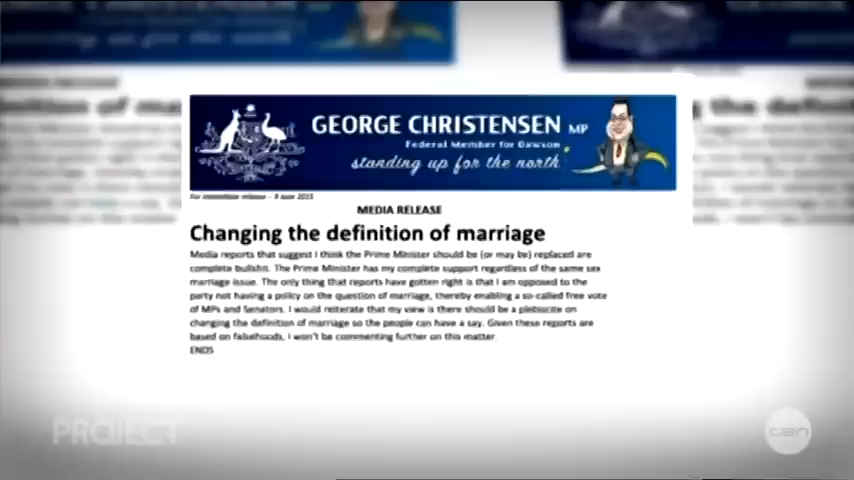 GEORGE CHRISTENSEN MP
Federal Member for Dawson
standing up for the north
For immediate release – 9 June 2015
MEDIA RELEASE
Changing the definition of marriage
Media reports that suggest I think the Prime Minister should be (or may be) replaced are
complete bullshit. The Prime Minister has my complete support regardless of the same sex
marriage issue. The only thing that reports have gotten right is that I am opposed to the
party not having a policy on the question of marriage, thereby enabling a so-called free vote
of MPs and Senators. I would reiterate that my view is there should be a plebiscite on
changing the definition of marriage so the people can have a say. Given these reports are
based on falsehoods, I won't be commenting further on this matter.
ENDS
PROJECT
ten